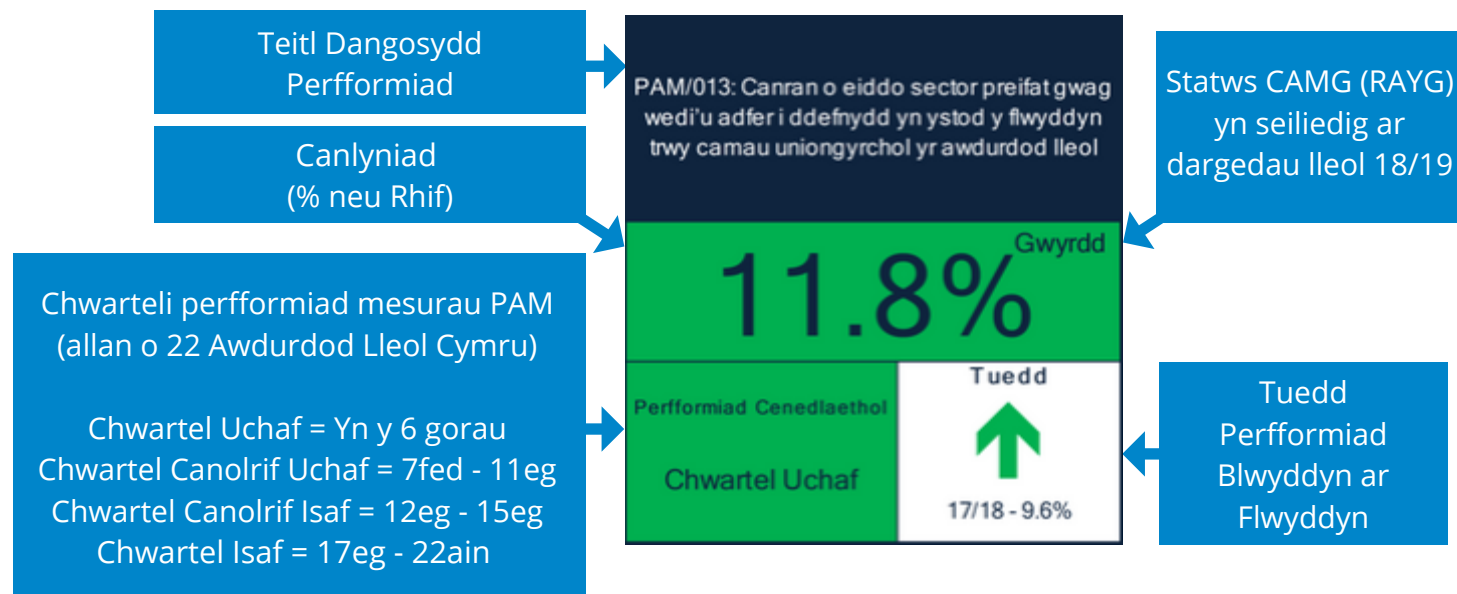 Teitl Dangosydd
Perfformiad
Canlyniad
(% neu Rhif)
Chwarteli perfformiad mesurau PAM
(allan o 22 Awdurdod Lleol Cymru)
Chwartel Uchaf = Yn y 6 gorau
Chwartel Canolrif Uchaf = 7fed - 11eg
Chwartel Canolrif Isaf = 12eg - 15eg
Chwartel Isaf = 17eg - 22ain
PAM/013: Canran o eiddo sector preifat gwag
wedi'u adfer i ddefnydd yn ystod y flwyddyn
trwy camau uniongyrchol yr awdurdod lleol
Gwyrdd
11.8%
Perfformiad Cenedlaethol
Chwartel Uchaf
Tuedd
17/18 - 9.6%
Statws CAMG (RAYG)
yn seiliedig ar
dargedau lleol 18/19
Tuedd
Perfformiad
Blwyddyn ar
Flwyddyn